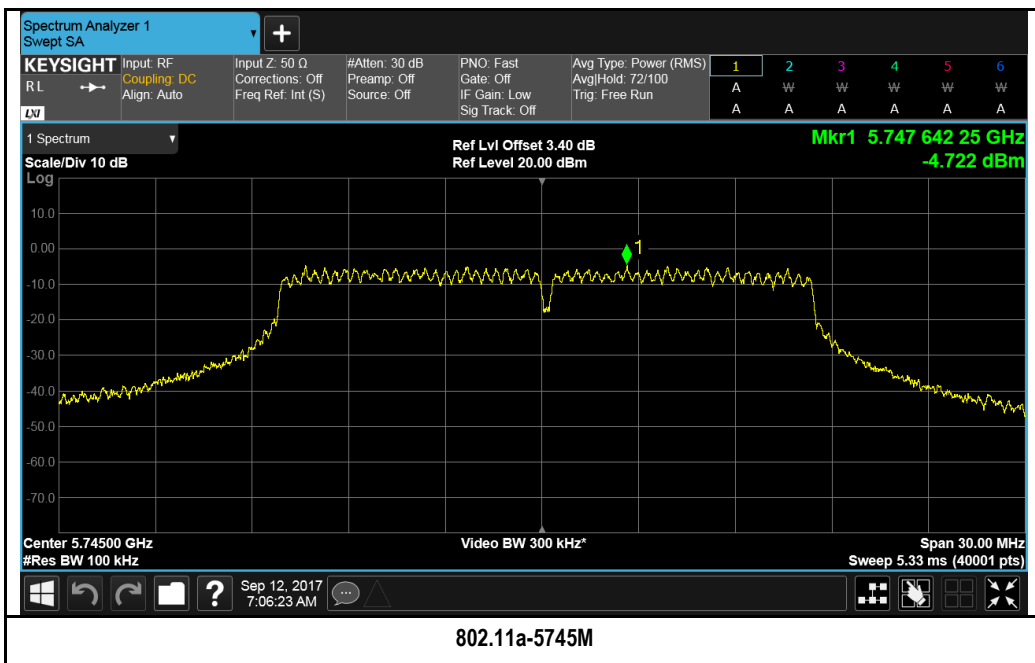 Spectrum Analyzer 1
Swept SA
+
KEYSIGHT Input: RF Input Z: 50 Ω #Atten: 30 dB PNO: Fast Avg Type: Power (RMS) 1 2 3 4 5 6
R L Coupling: DC Corrections: Off Preamp: Off Gate: Off Avg|Hold: 72/100 A W W W W W
Align: Auto Freq Ref: Int (S) Source: Off IF Gain: Low Trig: Free Run
LXI Sig Track: Off A A A A A A
1 Spectrum Ref Lvl Offset 3.40 dB Mkr1 5.747 642 25 GHz
Scale/Div 10 dB Ref Level 20.00 dBm -4.722 dBm
Log
10.0
0.00
1
-10.0
-20.0
-30.0
-40.0
-50.0
-60.0
-70.0
Center 5.74500 GHz Video BW 300 kHz* Span 30.00 MHz
#Res BW 100 kHz Sweep 5.33 ms (40001 pts)
? Sep 12, 2017
7:06:23 AM
802.11a-5745M